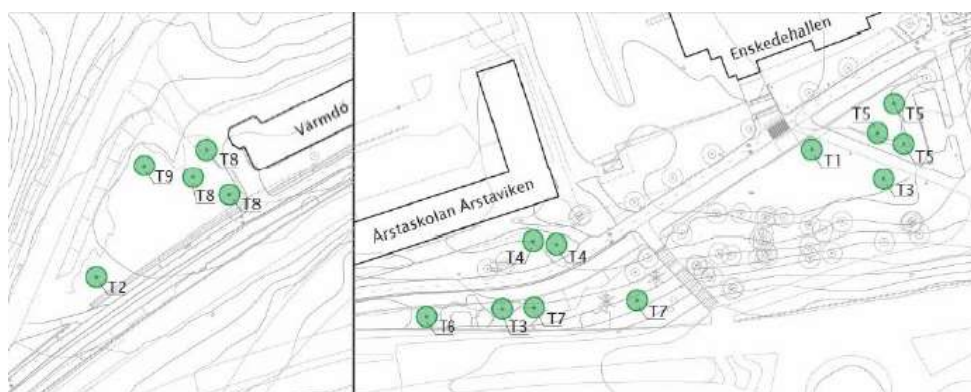 Värmdö
T8
T9
T8
T8
T2
Enskedehallen
T5
T5
T5
T1
T3
Årstaskolan Årstaviken
T4
T4
T6
T3
T7
T7